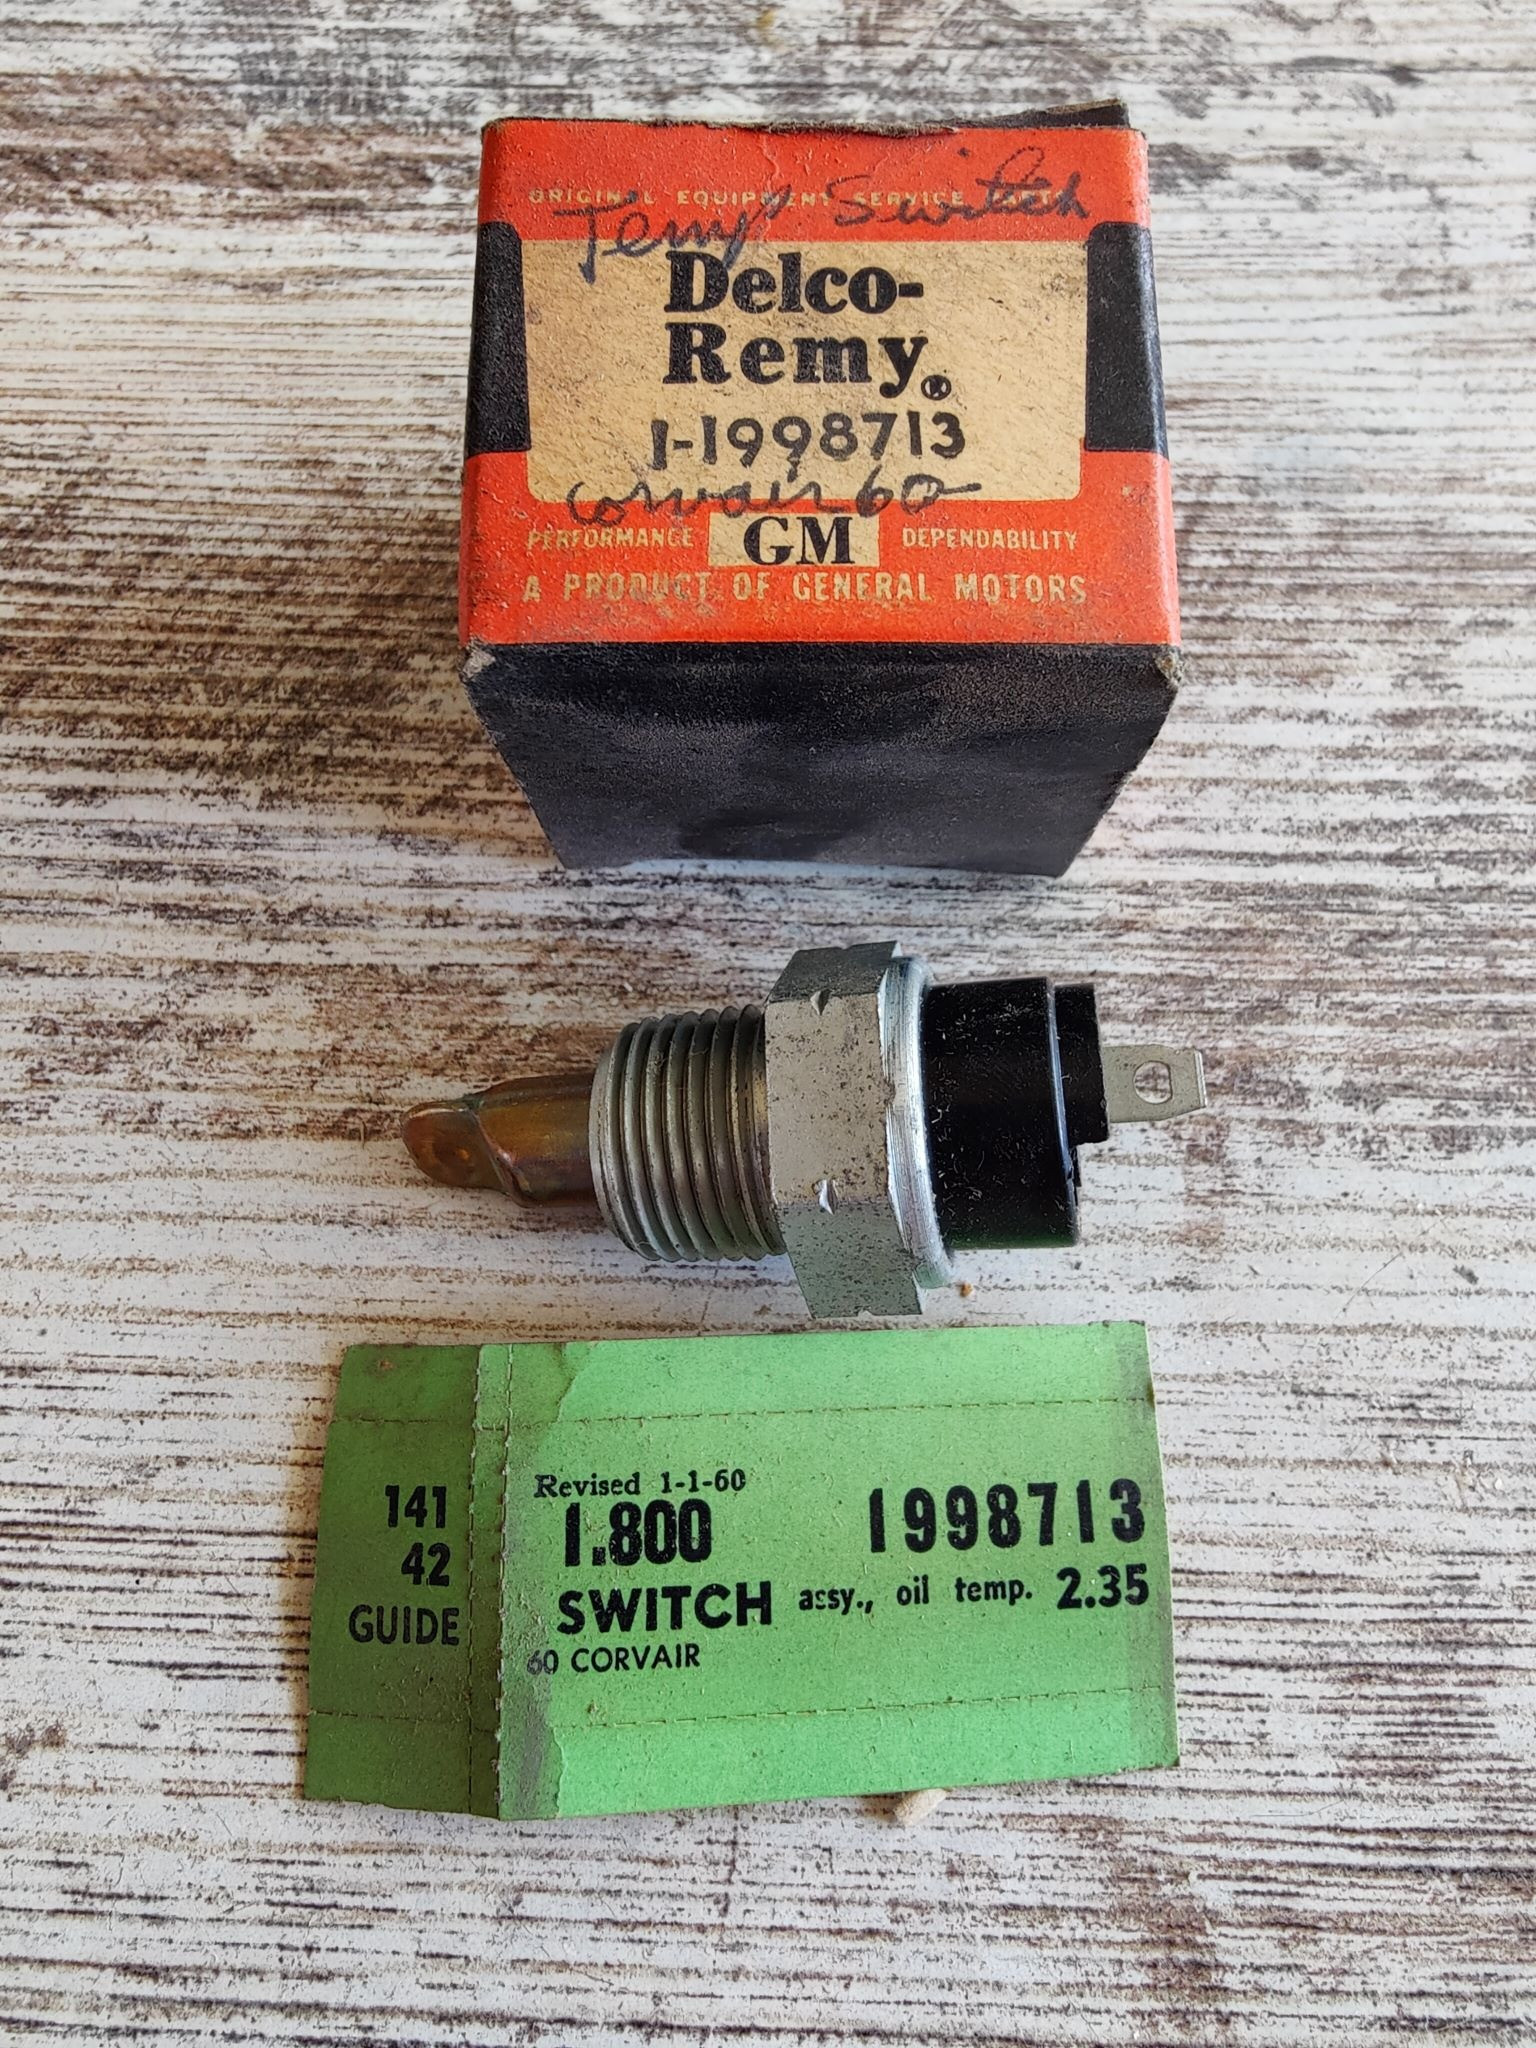 ORIGINAL EQUIPMENT SERVICE PARTS
Temp Switch
Delco-
Remy®
1-1998713
Corvair 60
PERFORMANCE GM DEPENDABILITY
A PRODUCT OF GENERAL MOTORS
141
42
GUIDE
Revised 1-1-60
1.800 1998713
SWITCH assy., oil temp. 2.35
60 CORVAIR